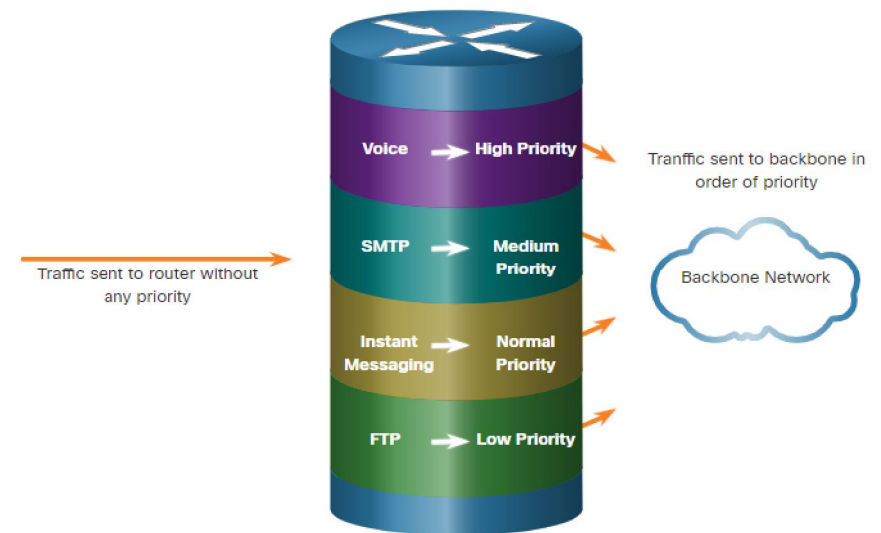 Traffic sent to router without
any priority
Voice
High Priority
SMTP
Medium
Priority
Instant
Messaging
Normal
Priority
FTP
Low Priority
Tranffic sent to backbone in
order of priority
Backbone Network